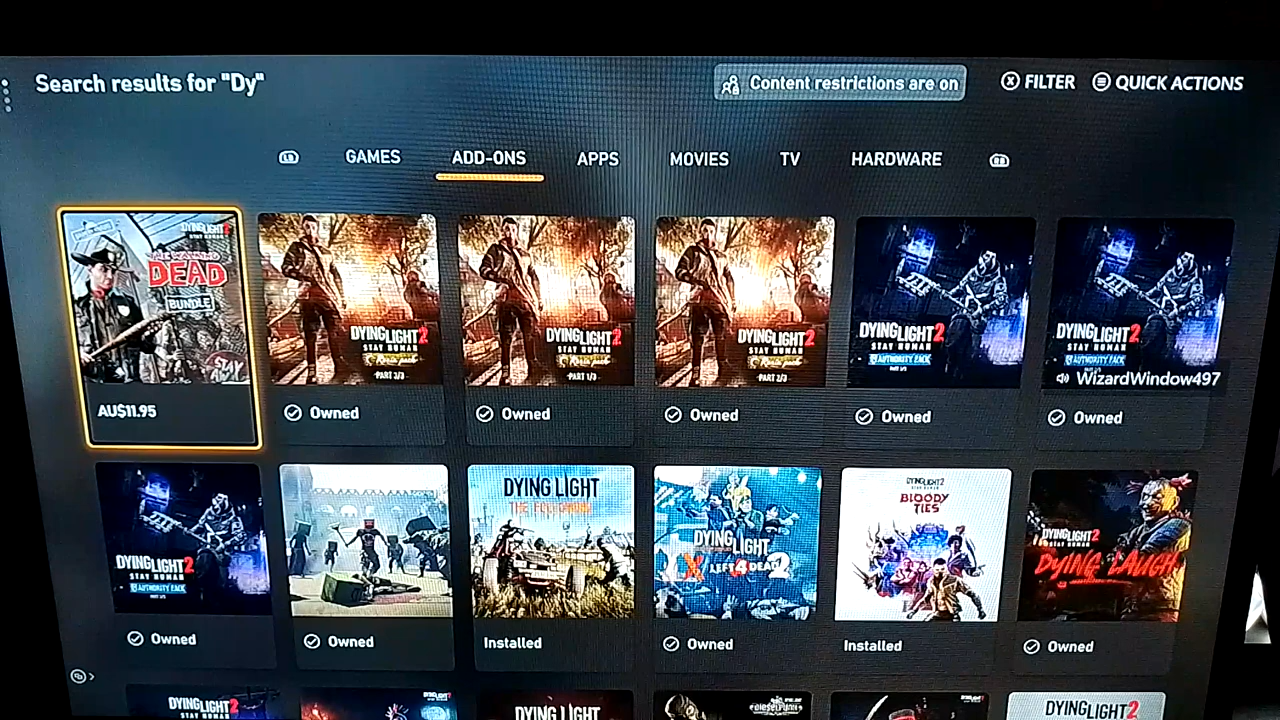 Search results for "Dy"
Content restrictions are on
FILTER
QUICK ACTIONS
GAMES
ADD-ONS
APPS
MOVIES
TV
HARDWARE
DYING LIGHT 2
THE WALKING
DEAD
BUNDLE
AU$11.95
DYING LIGHT 2
STAY HUMAN
PART 3/3
Owned
DYING LIGHT 2
STAY HUMAN
PART 1/3
Owned
DYING LIGHT 2
STAY HUMAN
PART 2/3
Owned
DYING LIGHT 2
STAY HUMAN
AUTHORITY PACK
Owned
DYING LIGHT 2
STAY HUMAN
AUTHORITY PACK
WizardWindow497
Owned
DYING LIGHT 2
STAY HUMAN
AUTHORITY PACK
Owned
Owned
DYING LIGHT
THE FOLLOWING
Installed
DYING LIGHT
X LEFT 4 DEAD 2
Owned
DYING LIGHT 2
STAY HUMAN
BLOODY
TIES
Installed
DYING LIGHT 2
STAY HUMAN
DYING LAUGH
Owned
DYING LIGHT 2
DYING LIGHT
DYING LIGHT 2